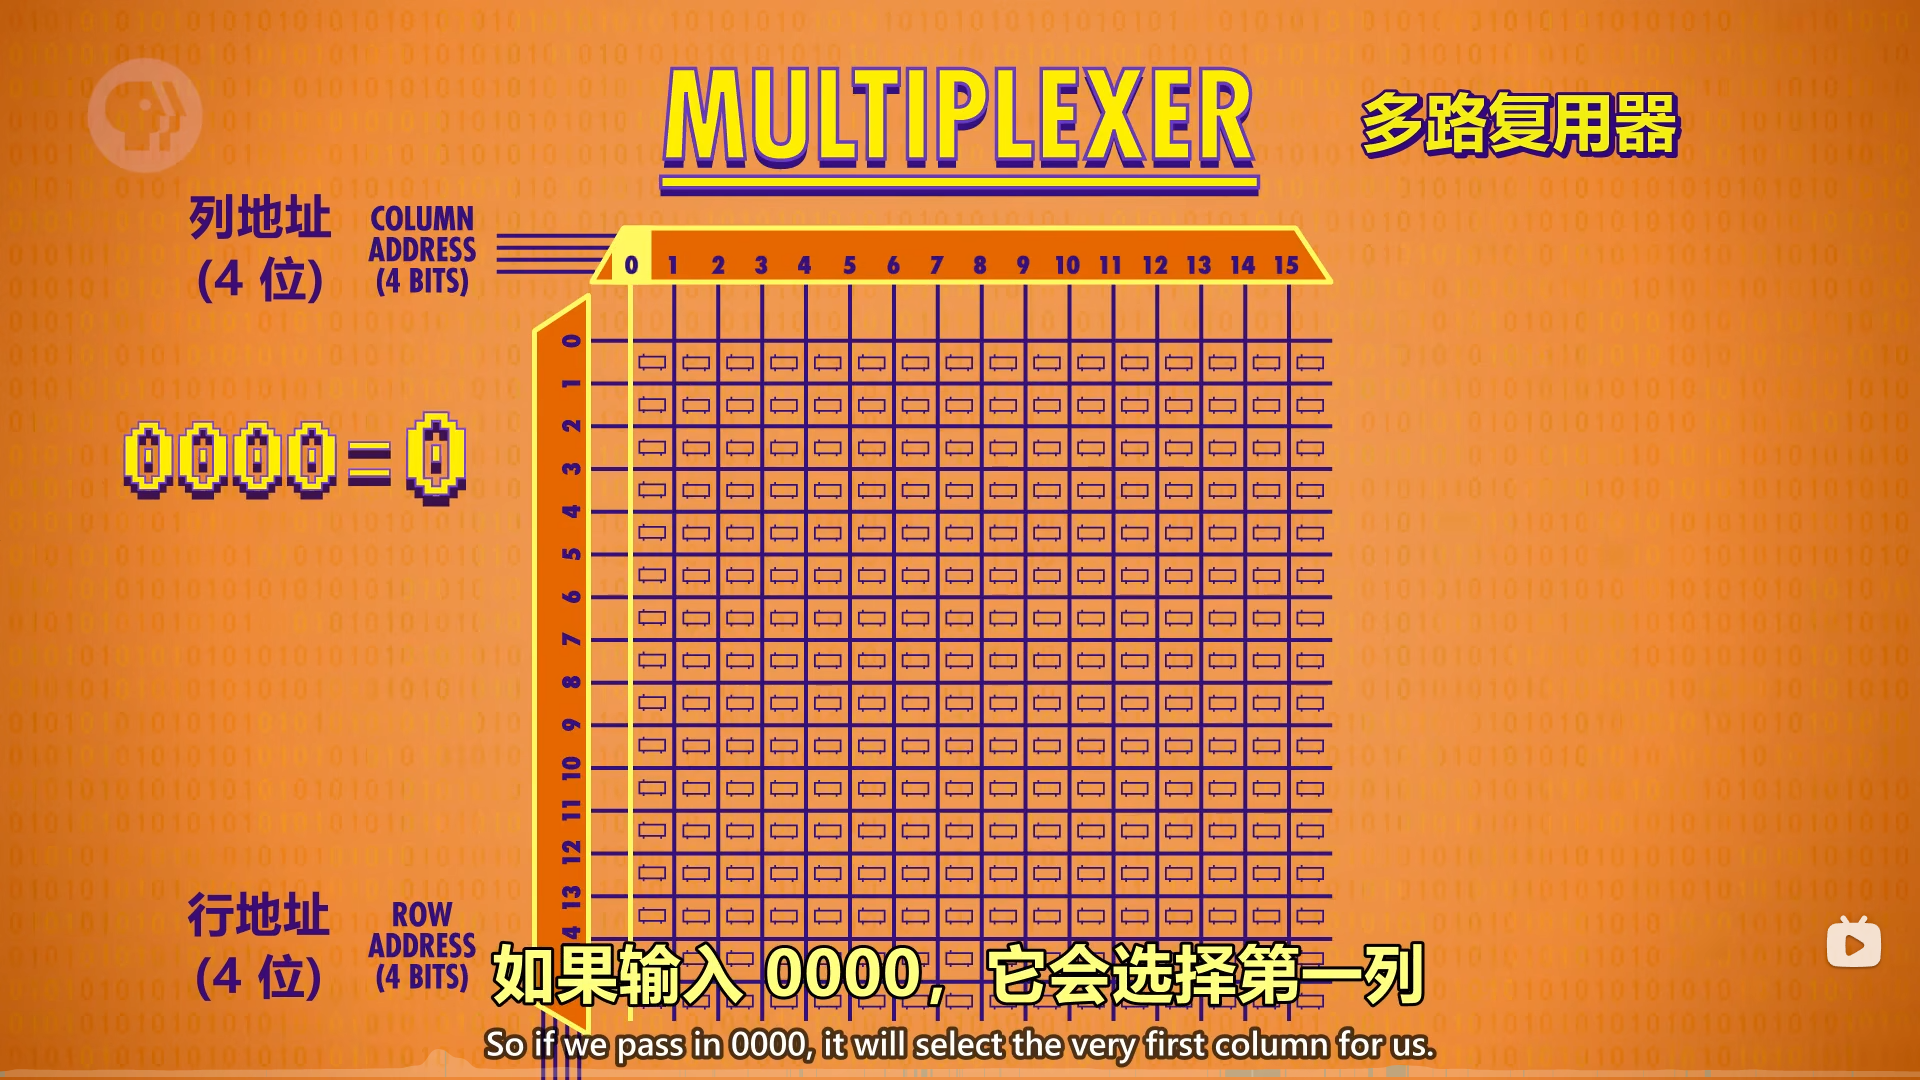 MULTIPLEXER
多路复用器
列地址
(4 位)
COLUMN
ADDRESS
(4 BITS)
0 1 2 3 4 5 6 7 8 9 10 11 12 13 14 15
0
1
2
3
4
5
6
7
8
9
10
11
12
13
0000=0
行地址
(4 位)
ROW
ADDRESS
(4 BITS)
如果输入 0000，它会选择第一列
So if we pass in 0000, it will select the very first column for us.